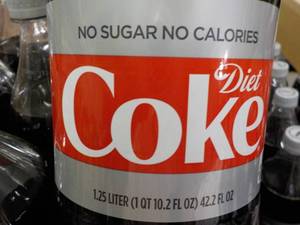 NO SUGAR NO CALORIES
Diet
Coke
1.25 LITER (1 QT 10.2 FL OZ) 42.2 FL OZ